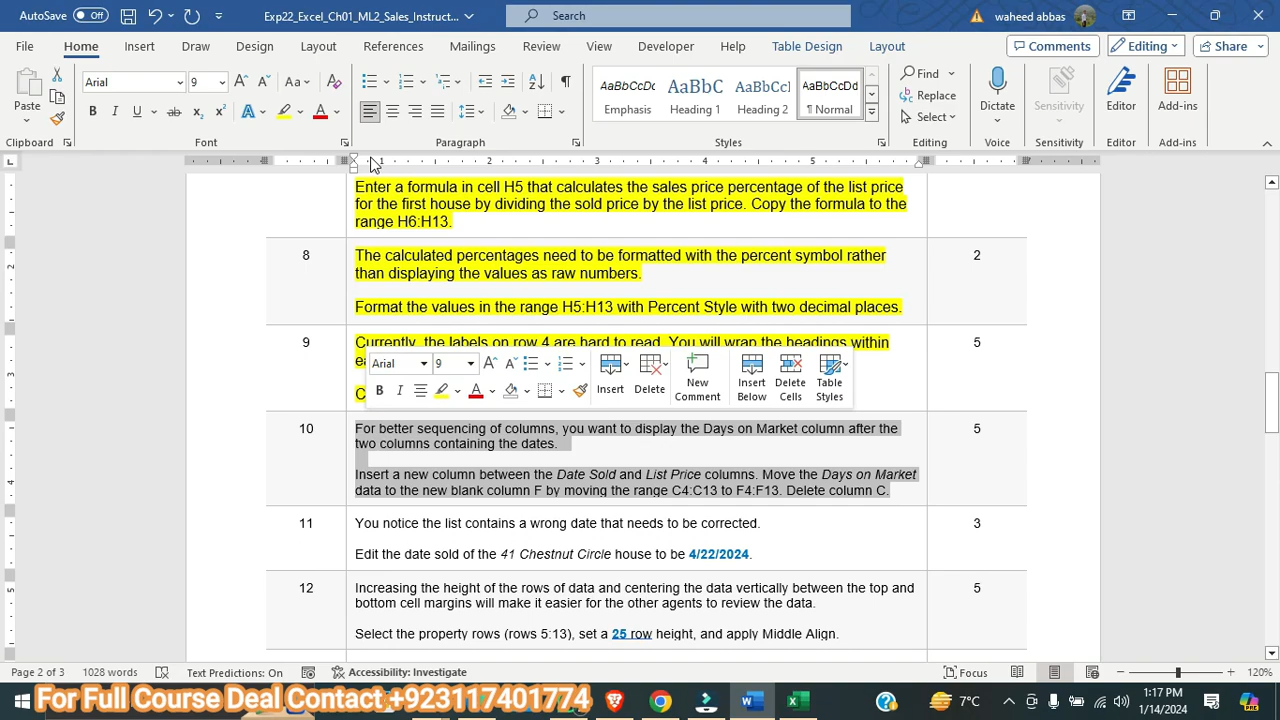 AutoSave Off Exp22_Excel_Ch01_ML2_Sales_Instruct... Search waheed abbas
File Home Insert Draw Design Layout References Mailings Review View Developer Help Table Design Layout Comments Editing Share
Paste Arial 9 Aa AaBbCcDc AaBbC AaBbCc AaBbCcDd Find Replace Select Dictate Sensitivity Editor Add-ins
Emphasis Heading 1 Heading 2 ¶ Normal
Clipboard Font Paragraph Styles Editing Voice Sensitivity Editor Add-ins
1 2 3 4 5
Enter a formula in cell H5 that calculates the sales price percentage of the list price
for the first house by dividing the sold price by the list price. Copy the formula to the
range H6:H13.
8 The calculated percentages need to be formatted with the percent symbol rather 2
than displaying the values as raw numbers.
Format the values in the range H5:H13 with Percent Style with two decimal places.
9 Currently, the labels on row 4 are hard to read. You will wrap the headings within 5
Arial 9 Insert Delete New Comment Insert Below Delete Cells Table Styles
10 For better sequencing of columns, you want to display the Days on Market column after the 5
two columns containing the dates.
Insert a new column between the Date Sold and List Price columns. Move the Days on Market
data to the new blank column F by moving the range C4:C13 to F4:F13. Delete column C.
11 You notice the list contains a wrong date that needs to be corrected. 3
Edit the date sold of the 41 Chestnut Circle house to be 4/22/2024.
12 Increasing the height of the rows of data and centering the data vertically between the top and 5
bottom cell margins will make it easier for the other agents to review the data.
Select the property rows (rows 5:13), set a 25 row height, and apply Middle Align.
Page 2 of 3 1028 words Text Predictions: On Accessibility: Investigate Focus 120%
For Full Course Deal Contact +923117401774
7°C 1:17 PM
1/14/2024